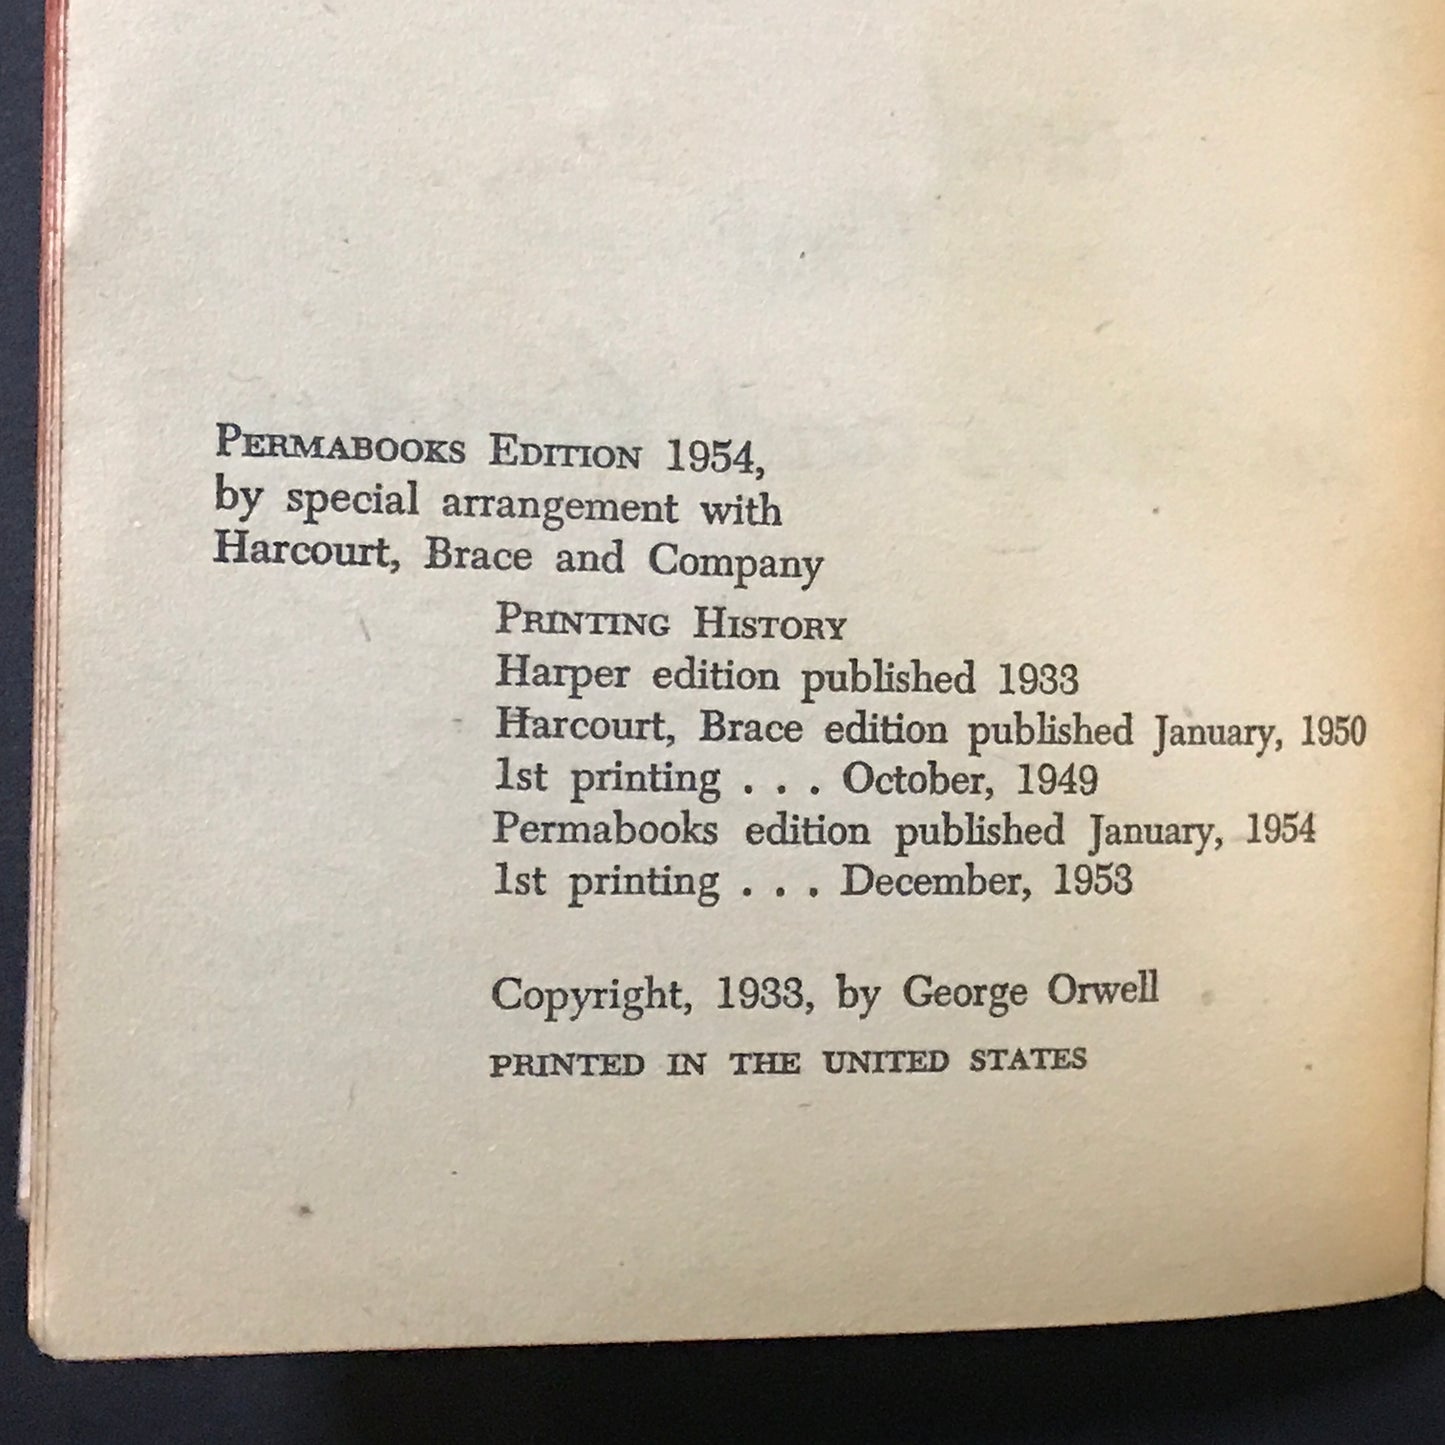 PERMABOOKS EDITION 1954,
by special arrangement with
Harcourt, Brace and Company
PRINTING HISTORY
Harper edition published 1933
Harcourt, Brace edition published January, 1950
1st printing . . . October, 1949
Permabooks edition published January, 1954
1st printing . . . December, 1953
Copyright, 1933, by George Orwell
PRINTED IN THE UNITED STATES